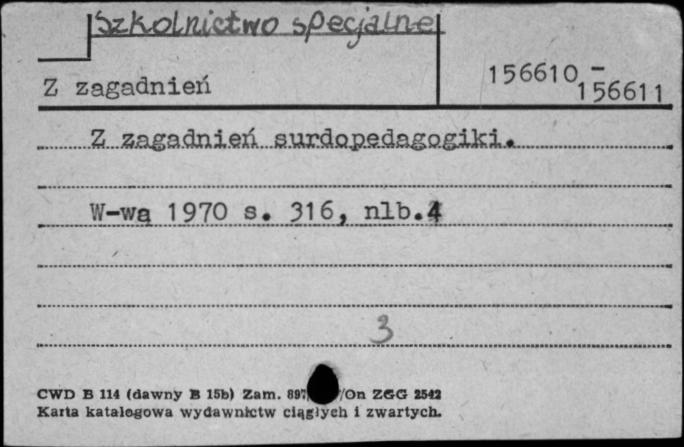 Szkolnictwo specjalne
Z zagadnień
156610 -
156611
Z zagadnień surdopedagogiki.
W-wa 1970 s. 316, nlb.4
3
CWD B 114 (dawny B 15b) Zam. 897 /On ZGG 2542
Karta katalogowa wydawnictw ciągłych i zwartych.